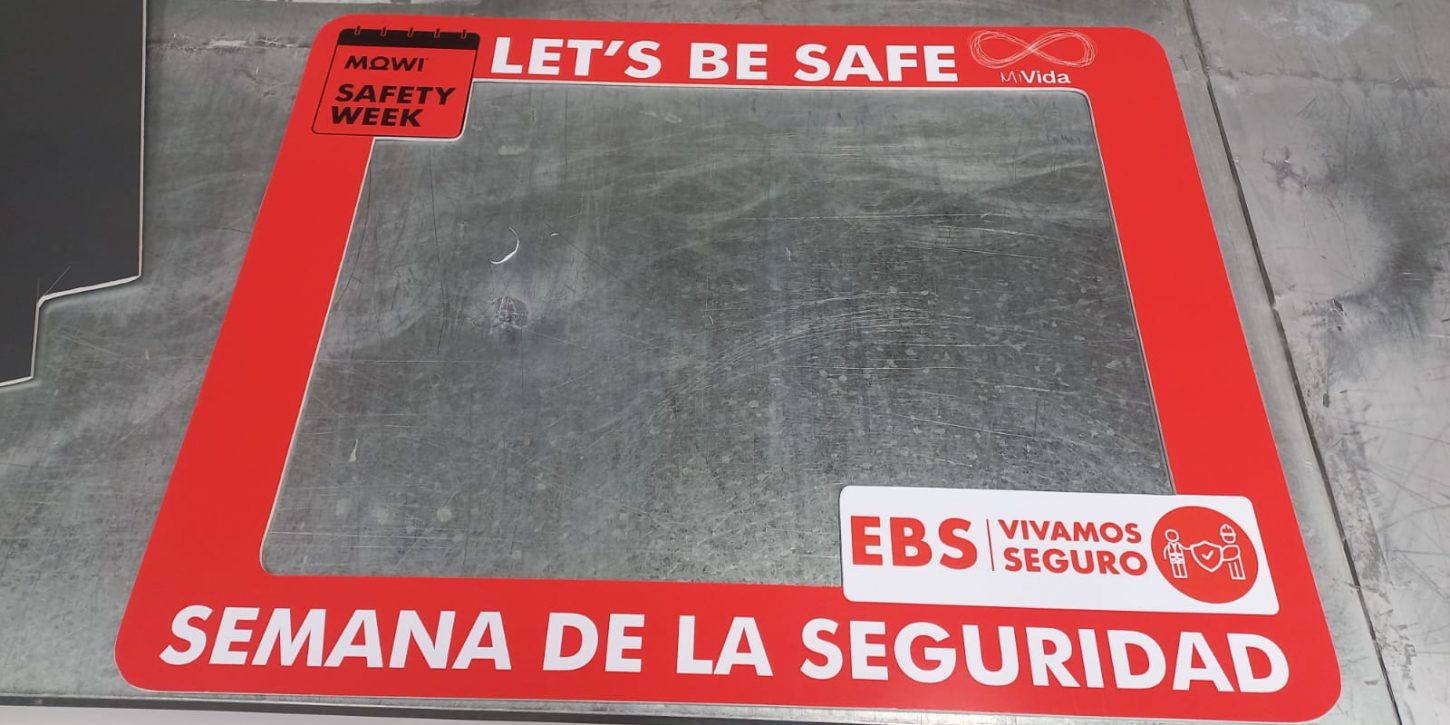 MOWI
SAFETY
WEEK
LET'S BE SAFE
MiVida
EBS
VIVAMOS
SEGURO
SEMANA DE LA SEGURIDAD